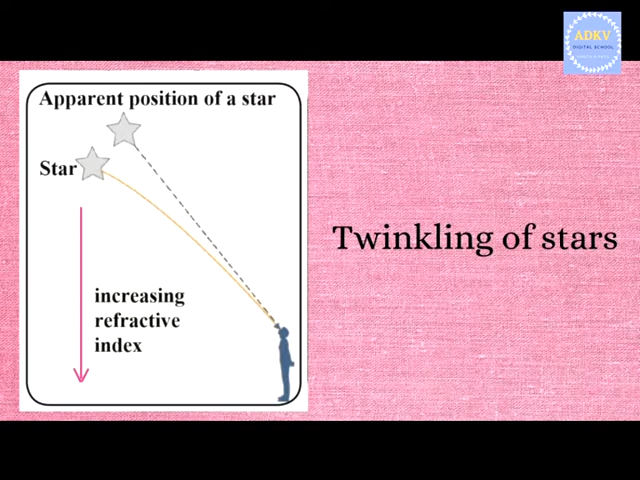 ADKV
DIGITAL SCHOOL
Apparent position of a star
Star
Twinkling of stars
increasing
refractive
index